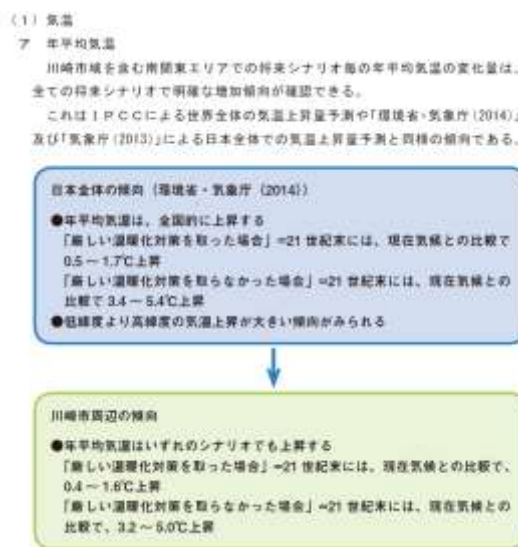 (1) 気温
ア 年平均気温
川崎市域を含む南関東エリアでの将来シナリオ毎の年平均気温の変化量は、
全ての将来シナリオで明確な増加傾向が確認できる。
これはIPCCによる世界全体の気温上昇量予測や「環境省・気象庁(2014)」
及び「気象庁(2013)」による日本全体での気温上昇量予測と同様の傾向である。
日本全体の傾向(環境省・気象庁(2014))
●年平均気温は、全国的に上昇する
「厳しい温暖化対策を取った場合」=21世紀末には、現在気候との比較で
0.5～1.7℃上昇
「厳しい温暖化対策を取らなかった場合」=21世紀末には、現在気候との
比較で3.4～5.4℃上昇
●低緯度より高緯度の気温上昇が大きい傾向がみられる
川崎市周辺の傾向
●年平均気温はいずれのシナリオでも上昇する
「厳しい温暖化対策を取った場合」=21世紀末には、現在気候との比較で、
0.4～1.6℃上昇
「厳しい温暖化対策を取らなかった場合」=21世紀末には、現在気候との
比較で、3.2～5.0℃上昇